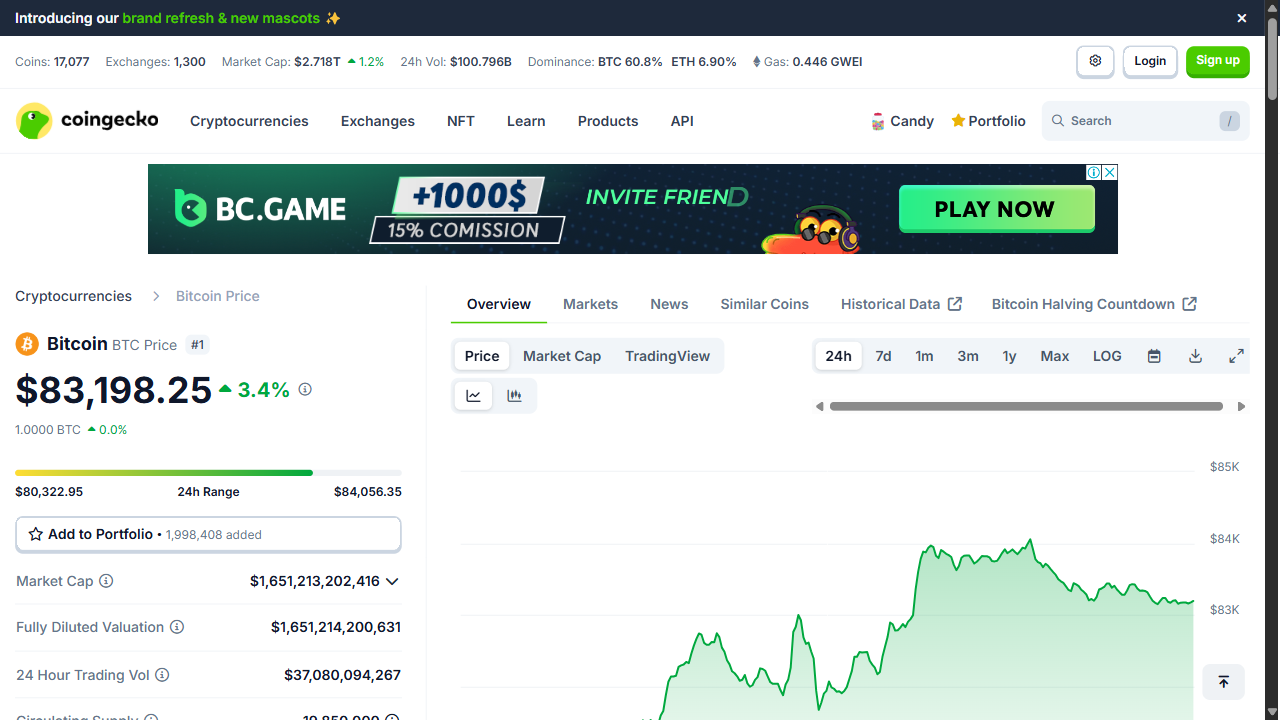 Introducing our brand refresh & new mascots ✨
Coins: 17,077 Exchanges: 1,300 Market Cap: $2.718T 1.2% 24h Vol: $100.796B Dominance: BTC 60.8% ETH 6.90% Gas: 0.446 GWEI
Login
Sign up
coingecko
Cryptocurrencies Exchanges NFT Learn Products API
Candy Portfolio Search /
BC.GAME
+1000$
15% COMISSION
INVITE FRIEND
PLAY NOW
Cryptocurrencies Bitcoin Price
Bitcoin BTC Price #1
$83,198.25 3.4%
1.0000 BTC 0.0%
$80,322.95 24h Range $84,056.35
Add to Portfolio • 1,998,408 added
Market Cap $1,651,213,202,416
Fully Diluted Valuation $1,651,214,200,631
24 Hour Trading Vol $37,080,094,267
Circulating Supply 19,850,000
Overview Markets News Similar Coins Historical Data Bitcoin Halving Countdown
Price Market Cap TradingView
24h 7d 1m 3m 1y Max LOG
$85K
$84K
$83K